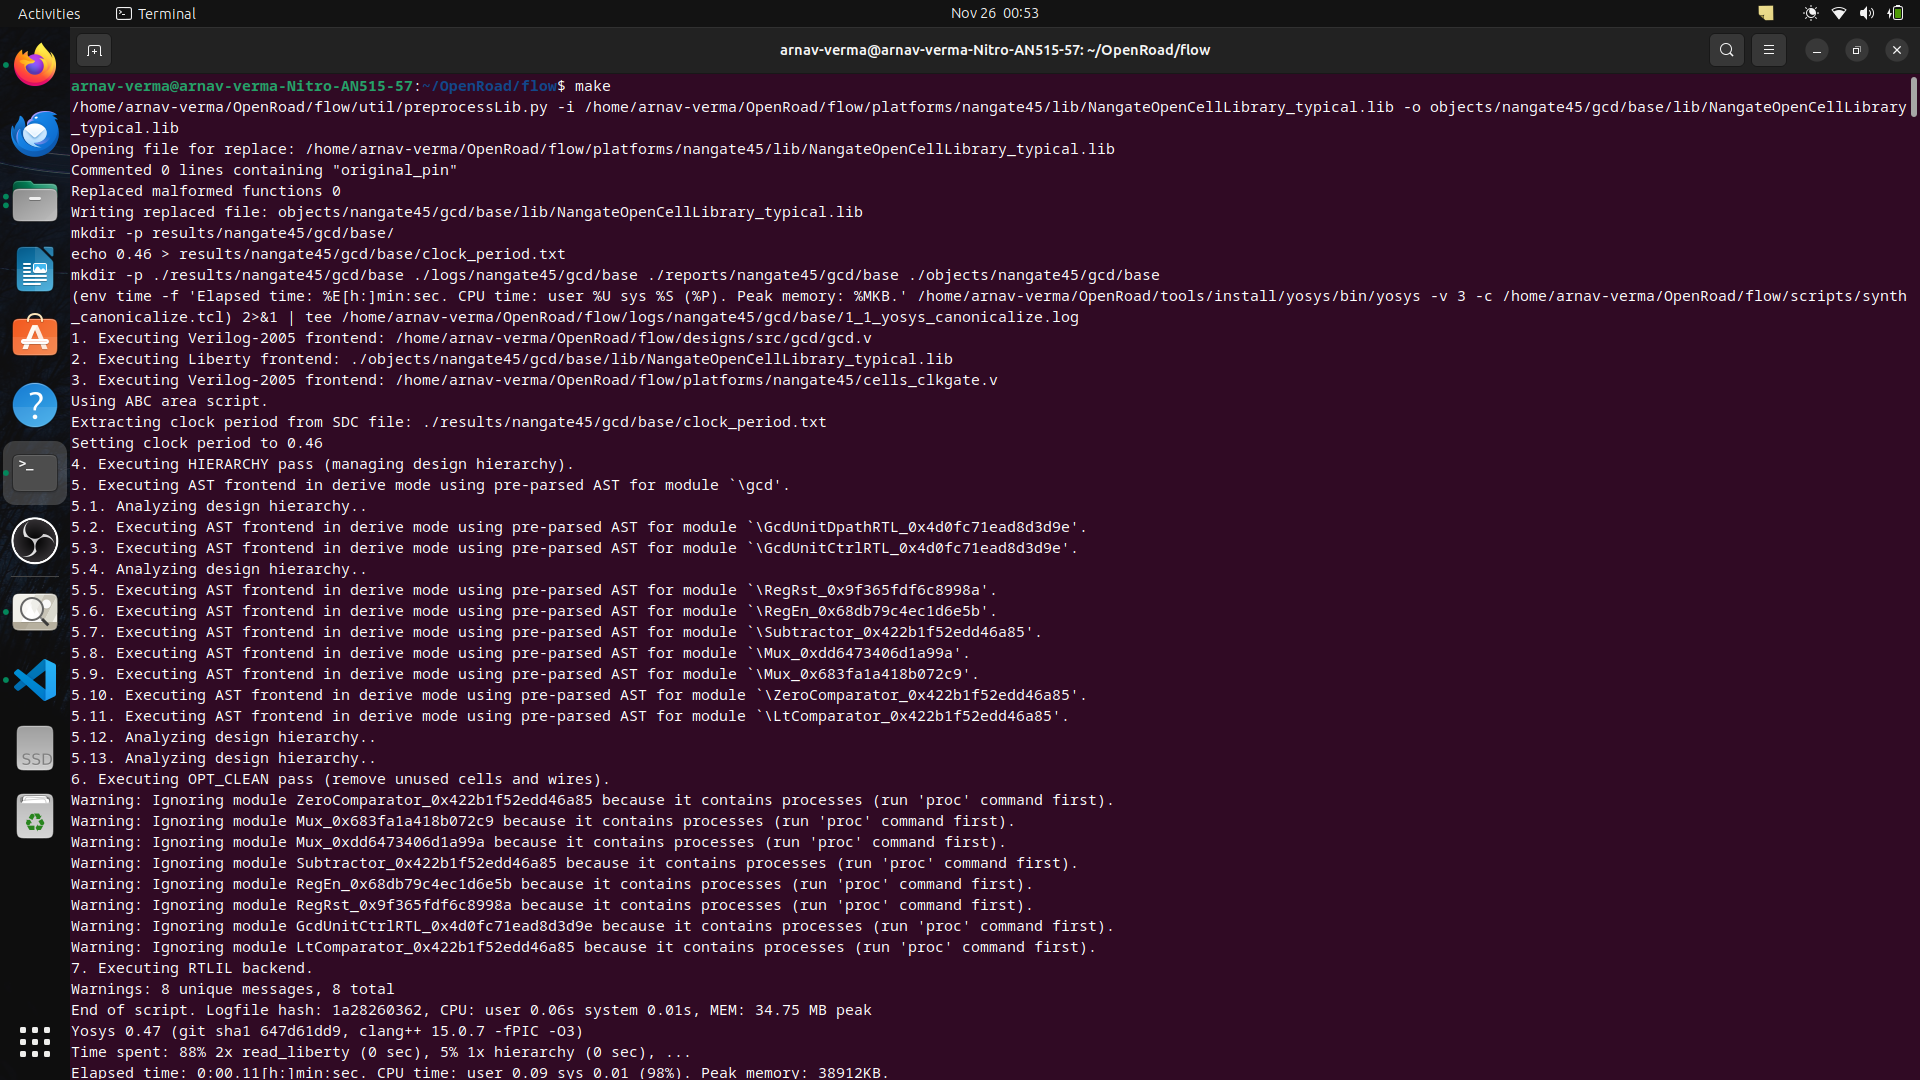 Activities
Terminal
Nov 26  00:53
arnav-verma@arnav-verma-Nitro-AN515-57: ~/OpenRoad/flow
arnav-verma@arnav-verma-Nitro-AN515-57:~/OpenRoad/flow$ make
/home/arnav-verma/OpenRoad/flow/util/preprocessLib.py -i /home/arnav-verma/OpenRoad/flow/platforms/nangate45/lib/NangateOpenCellLibrary_typical.lib -o objects/nangate45/gcd/base/lib/NangateOpenCellLibrary
_typical.lib
Opening file for replace: /home/arnav-verma/OpenRoad/flow/platforms/nangate45/lib/NangateOpenCellLibrary_typical.lib
Commented 0 lines containing "original_pin"
Replaced malformed functions 0
Writing replaced file: objects/nangate45/gcd/base/lib/NangateOpenCellLibrary_typical.lib
mkdir -p results/nangate45/gcd/base/
echo 0.46 > results/nangate45/gcd/base/clock_period.txt
mkdir -p ./results/nangate45/gcd/base ./logs/nangate45/gcd/base ./reports/nangate45/gcd/base ./objects/nangate45/gcd/base
(env time -f 'Elapsed time: %E[h:]min:sec. CPU time: user %U sys %S (%P). Peak memory: %MKB.' /home/arnav-verma/OpenRoad/tools/install/yosys/bin/yosys -v 3 -c /home/arnav-verma/OpenRoad/flow/scripts/synth
_canonicalize.tcl) 2>&1 | tee /home/arnav-verma/OpenRoad/flow/logs/nangate45/gcd/base/1_1_yosys_canonicalize.log
1. Executing Verilog-2005 frontend: /home/arnav-verma/OpenRoad/flow/designs/src/gcd/gcd.v
2. Executing Liberty frontend: ./objects/nangate45/gcd/base/lib/NangateOpenCellLibrary_typical.lib
3. Executing Verilog-2005 frontend: /home/arnav-verma/OpenRoad/flow/platforms/nangate45/cells_clkgate.v
Using ABC area script.
Extracting clock period from SDC file: ./results/nangate45/gcd/base/clock_period.txt
Setting clock period to 0.46
4. Executing HIERARCHY pass (managing design hierarchy).
5. Executing AST frontend in derive mode using pre-parsed AST for module `\gcd'.
5.1. Analyzing design hierarchy..
5.2. Executing AST frontend in derive mode using pre-parsed AST for module `\GcdUnitDpathRTL_0x4d0fc71ead8d3d9e'.
5.3. Executing AST frontend in derive mode using pre-parsed AST for module `\GcdUnitCtrlRTL_0x4d0fc71ead8d3d9e'.
5.4. Analyzing design hierarchy..
5.5. Executing AST frontend in derive mode using pre-parsed AST for module `\RegRst_0x9f365fdf6c8998a'.
5.6. Executing AST frontend in derive mode using pre-parsed AST for module `\RegEn_0x68db79c4ec1d6e5b'.
5.7. Executing AST frontend in derive mode using pre-parsed AST for module `\Subtractor_0x422b1f52edd46a85'.
5.8. Executing AST frontend in derive mode using pre-parsed AST for module `\Mux_0xdd6473406d1a99a'.
5.9. Executing AST frontend in derive mode using pre-parsed AST for module `\Mux_0x683fa1a418b072c9'.
5.10. Executing AST frontend in derive mode using pre-parsed AST for module `\ZeroComparator_0x422b1f52edd46a85'.
5.11. Executing AST frontend in derive mode using pre-parsed AST for module `\LtComparator_0x422b1f52edd46a85'.
5.12. Analyzing design hierarchy..
5.13. Analyzing design hierarchy..
6. Executing OPT_CLEAN pass (remove unused cells and wires).
Warning: Ignoring module ZeroComparator_0x422b1f52edd46a85 because it contains processes (run 'proc' command first).
Warning: Ignoring module Mux_0x683fa1a418b072c9 because it contains processes (run 'proc' command first).
Warning: Ignoring module Mux_0xdd6473406d1a99a because it contains processes (run 'proc' command first).
Warning: Ignoring module Subtractor_0x422b1f52edd46a85 because it contains processes (run 'proc' command first).
Warning: Ignoring module RegEn_0x68db79c4ec1d6e5b because it contains processes (run 'proc' command first).
Warning: Ignoring module RegRst_0x9f365fdf6c8998a because it contains processes (run 'proc' command first).
Warning: Ignoring module GcdUnitCtrlRTL_0x4d0fc71ead8d3d9e because it contains processes (run 'proc' command first).
Warning: Ignoring module LtComparator_0x422b1f52edd46a85 because it contains processes (run 'proc' command first).
7. Executing RTLIL backend.
Warnings: 8 unique messages, 8 total
End of script. Logfile hash: 1a28260362, CPU: user 0.06s system 0.01s, MEM: 34.75 MB peak
Yosys 0.47 (git sha1 647d61dd9, clang++ 15.0.7 -fPIC -O3)
Time spent: 88% 2x read_liberty (0 sec), 5% 1x hierarchy (0 sec), ...
Elapsed time: 0:00.11[h:]min:sec. CPU time: user 0.09 sys 0.01 (98%). Peak memory: 38912KB.
SSD